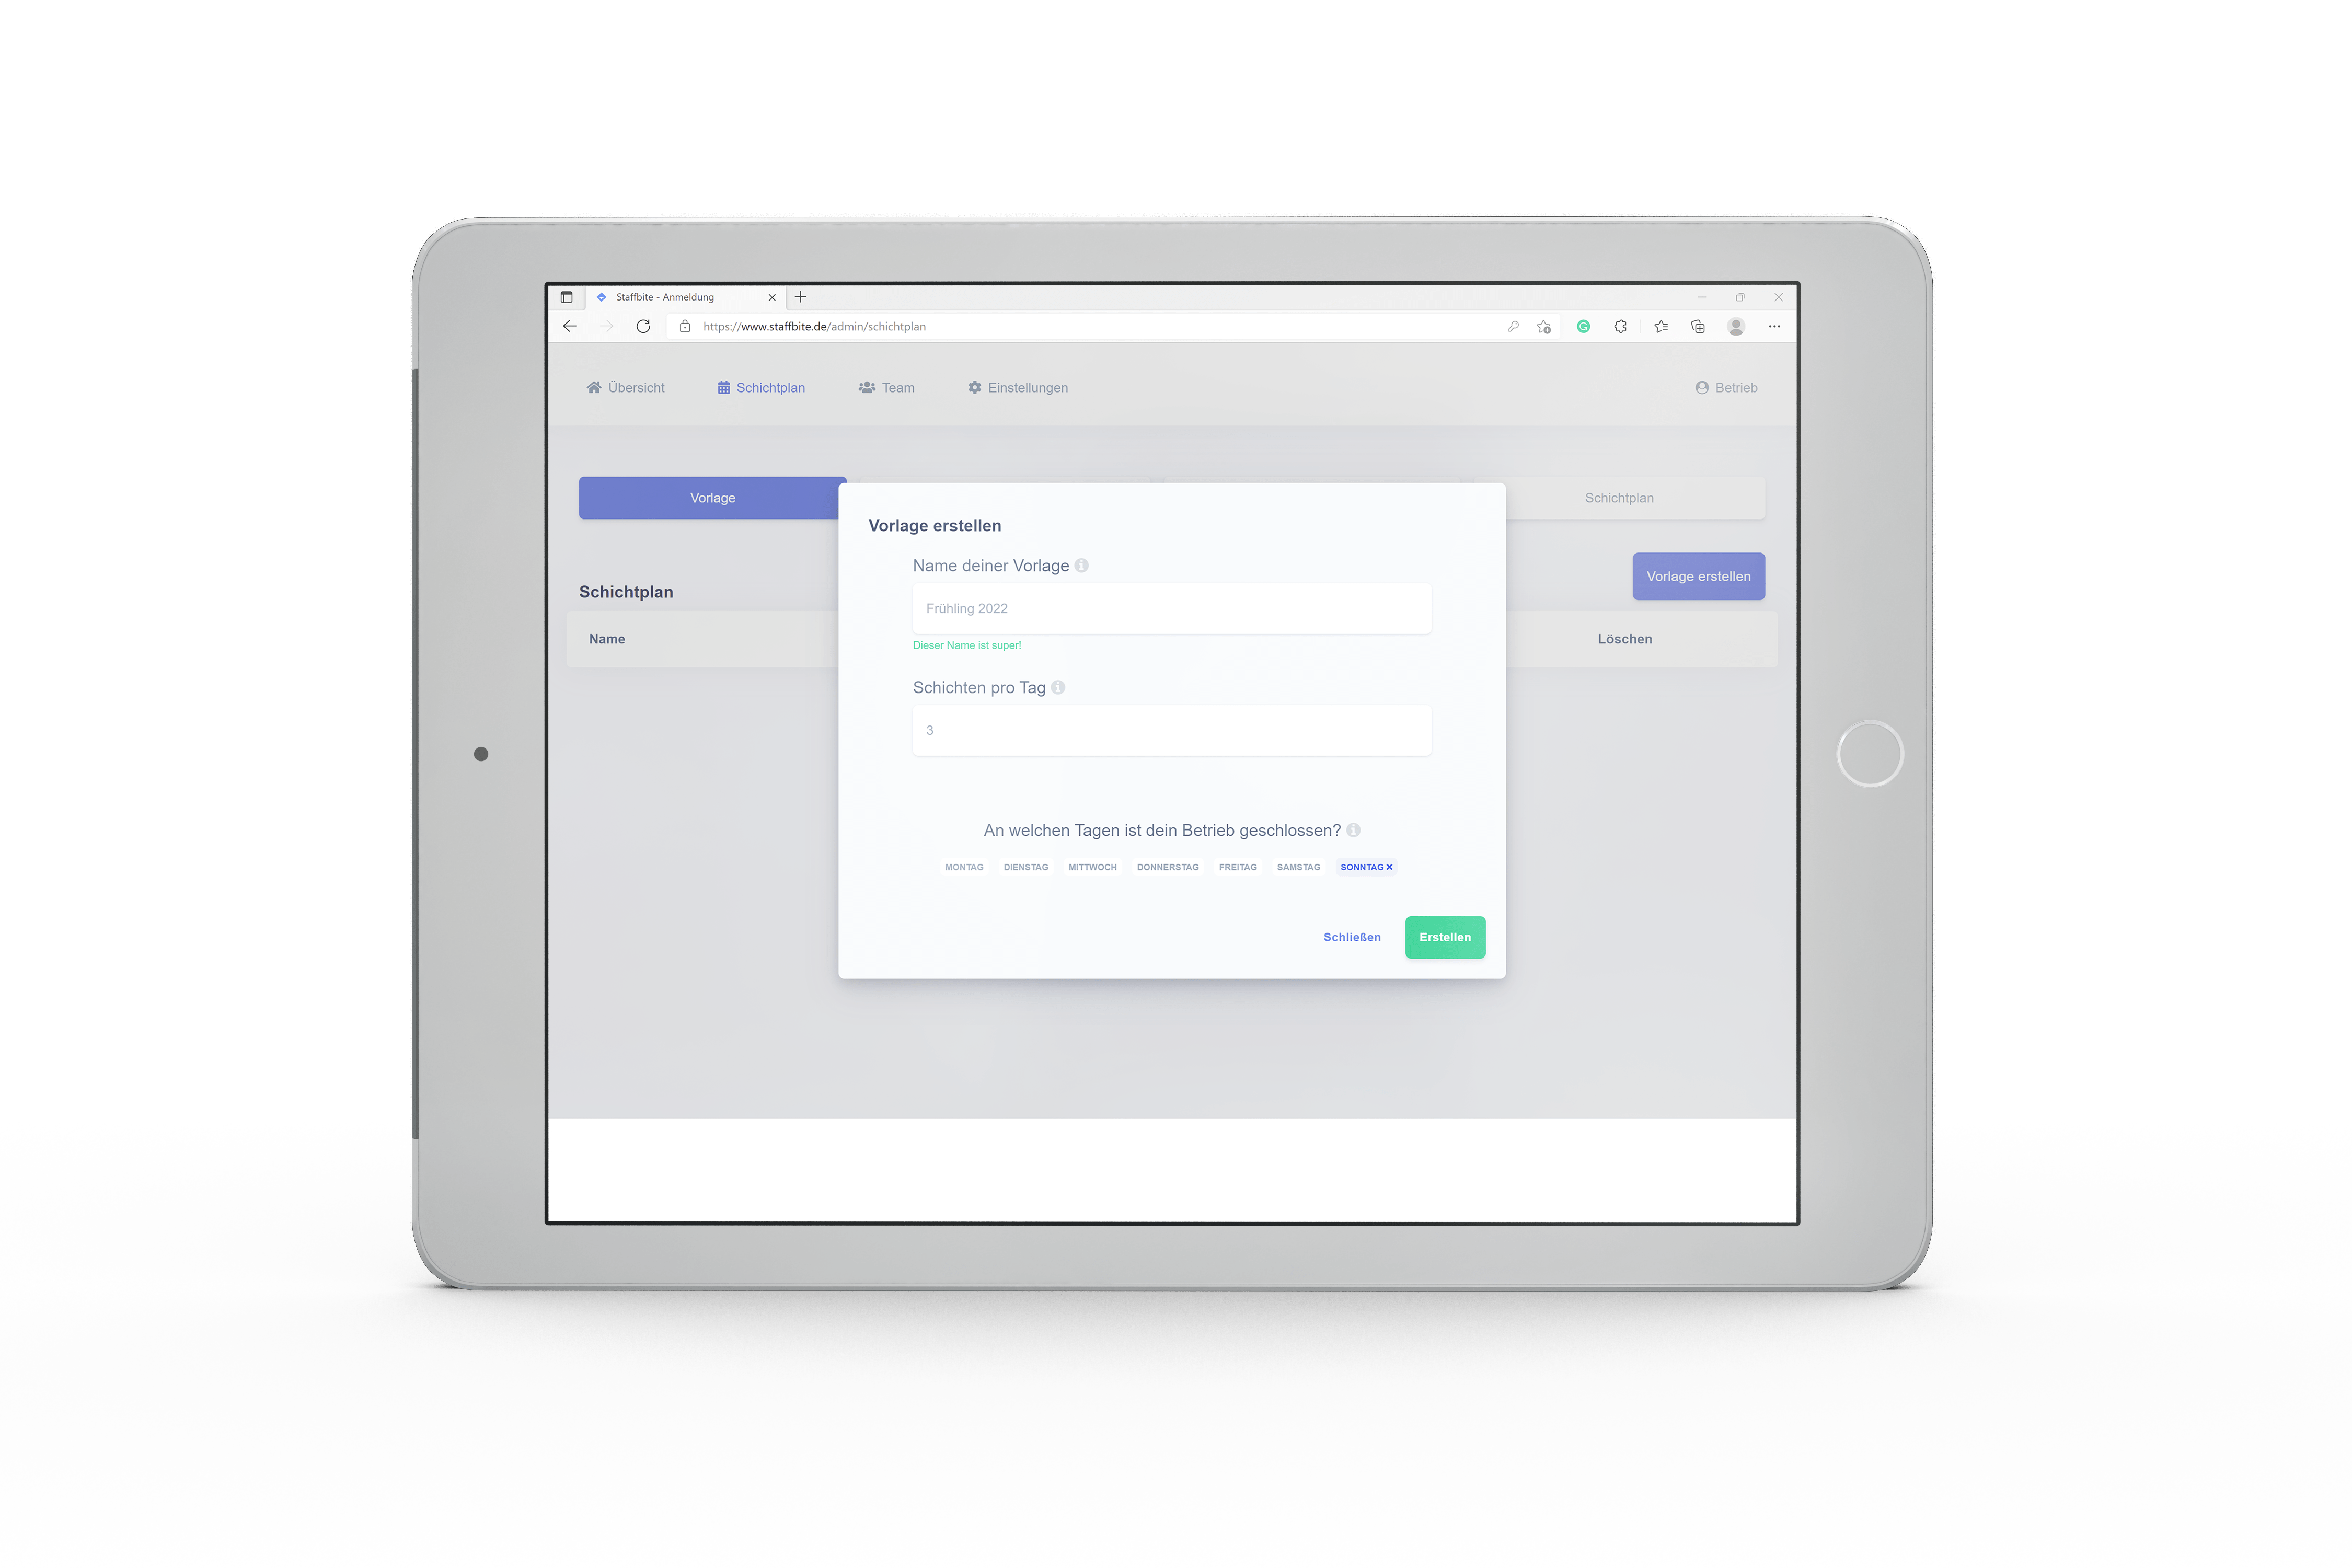 Staffbite - Anmeldung
https://www.staffbite.de/admin/schichtplan
Übersicht
Schichtplan
Team
Einstellungen
Betrieb
Vorlage
Schichtplan
Vorlage erstellen
Schichtplan
Name
Löschen
Vorlage erstellen
Name deiner Vorlage
Frühling 2022
Dieser Name ist super!
Schichten pro Tag
3
An welchen Tagen ist dein Betrieb geschlossen?
MONTAG DIENSTAG MITTWOCH DONNERSTAG FREITAG SAMSTAG SONNTAG
Schließen
Erstellen